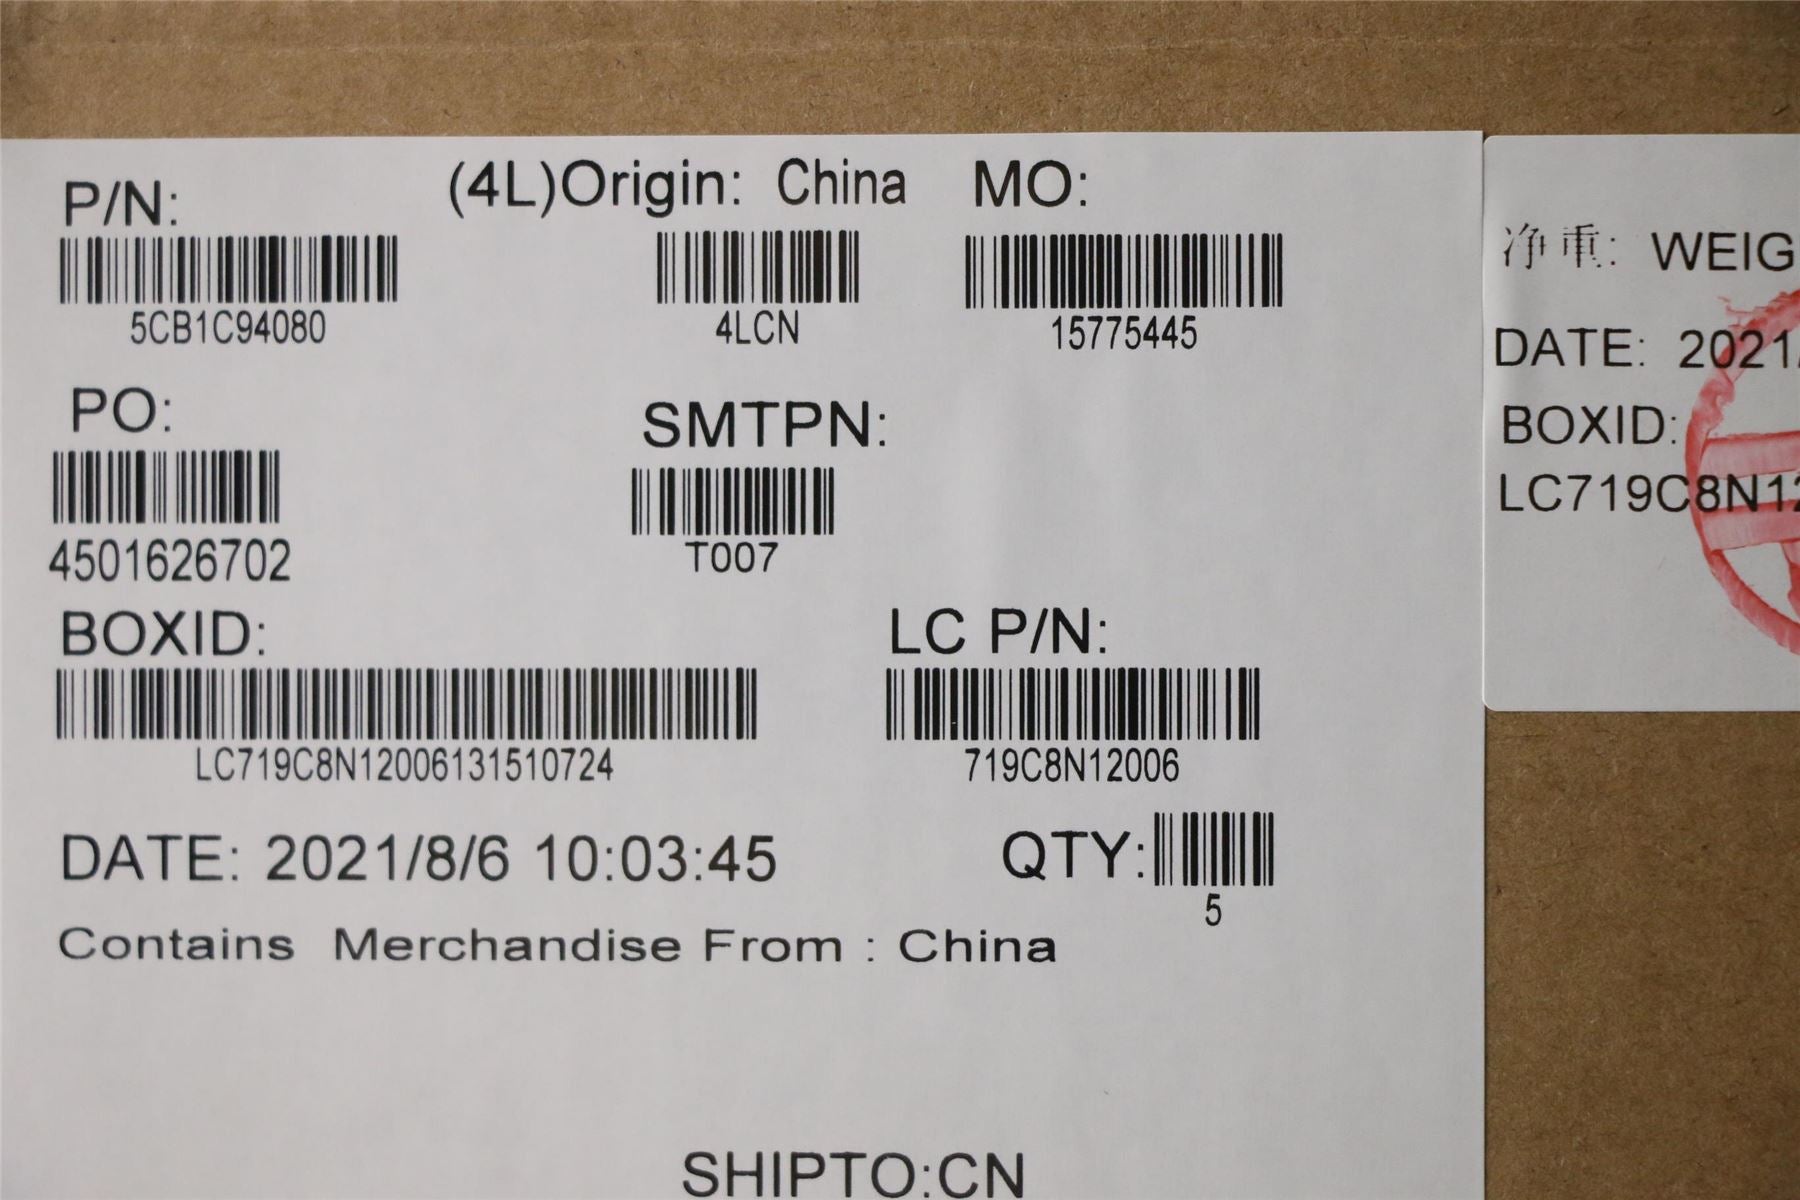 P/N:
(4L)Origin: China
MO:
5CB1C94080
4LCN
15775445
PO:
SMTPN:
4501626702
T007
BOXID:
LC P/N:
LC719C8N12006131510724
719C8N12006
DATE: 2021/8/6 10:03:45
QTY:
5
Contains Merchandise From : China
SHIPTO:CN
净重: WEIG
DATE: 2021/
BOXID:
LC719C8N12